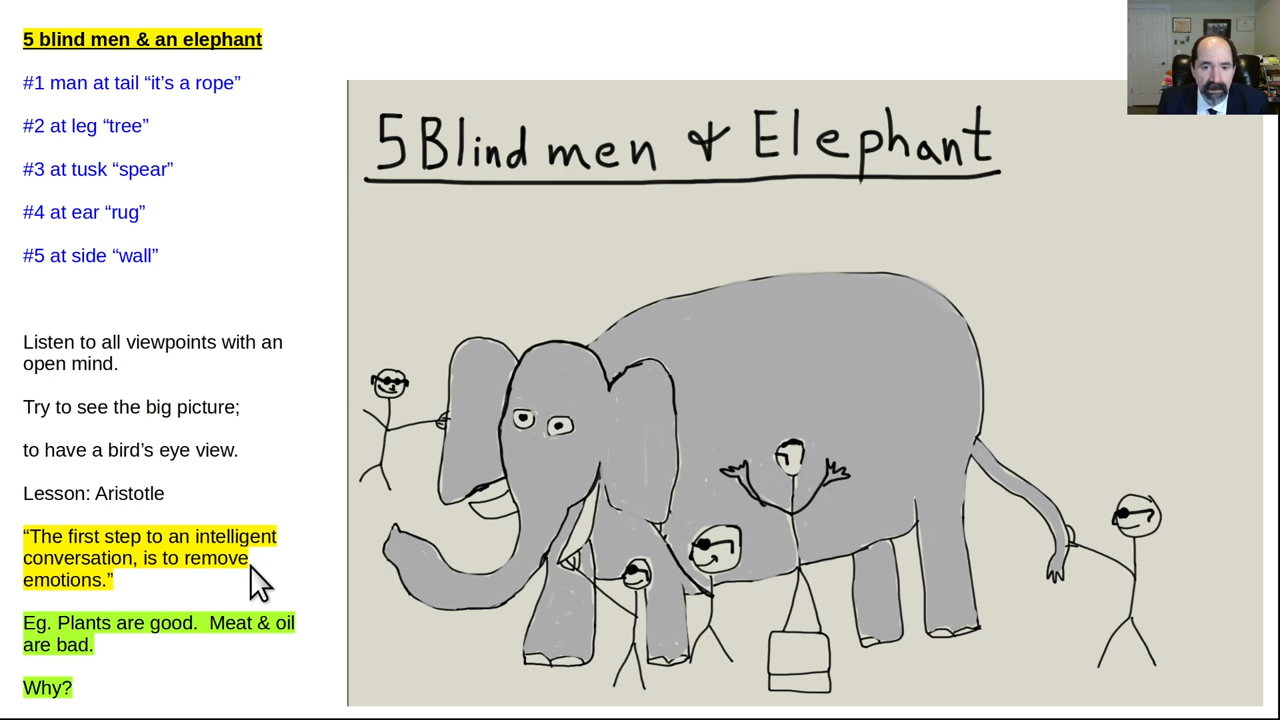 5 blind men & an elephant
#1 man at tail “it’s a rope”
#2 at leg “tree”
#3 at tusk “spear”
#4 at ear “rug”
#5 at side “wall”
Listen to all viewpoints with an
open mind.
Try to see the big picture;
to have a bird’s eye view.
Lesson: Aristotle
“The first step to an intelligent
conversation, is to remove
emotions.”
Eg. Plants are good.  Meat & oil
are bad.
Why?
5 Blind men & Elephant